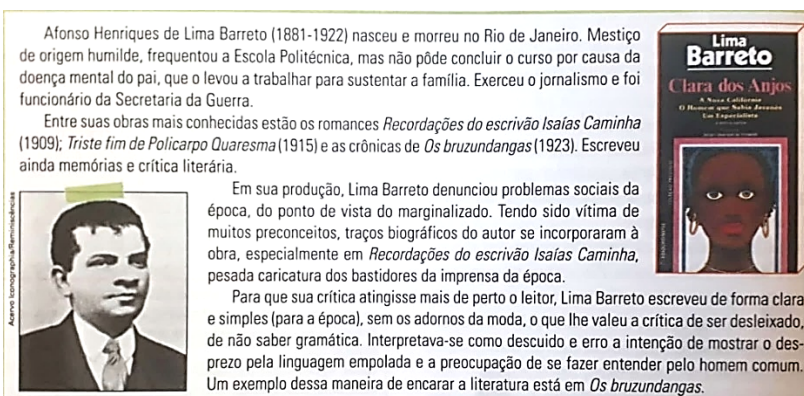 Afonso Henriques de Lima Barreto (1881-1922) nasceu e morreu no Rio de Janeiro. Mestiço
de origem humilde, frequentou a Escola Politécnica, mas não pôde concluir o curso por causa da
doença mental do pai, que o levou a trabalhar para sustentar a família. Exerceu o jornalismo e foi
funcionário da Secretaria da Guerra.
Entre suas obras mais conhecidas estão os romances Recordações do escrivão Isaías Caminha
(1909); Triste fim de Policarpo Quaresma (1915) e as crônicas de Os bruzundangas (1923). Escreveu
ainda memórias e crítica literária.
Em sua produção, Lima Barreto denunciou problemas sociais da
época, do ponto de vista do marginalizado. Tendo sido vítima de
muitos preconceitos, traços biográficos do autor se incorporaram à
obra, especialmente em Recordações do escrivão Isaías Caminha,
pesada caricatura dos bastidores da imprensa da época.
Para que sua crítica atingisse mais de perto o leitor, Lima Barreto escreveu de forma clara
e simples (para a época), sem os adornos da moda, o que lhe valeu a crítica de ser desleixado,
de não saber gramática. Interpretava-se como descuido e erro a intenção de mostrar o des-
prezo pela linguagem empolada e a preocupação de se fazer entender pelo homem comum.
Um exemplo dessa maneira de encarar a literatura está em Os bruzundangas.
Acervo Iconographia/Reminiscências
Lima
Barreto
Clara dos Anjos
A Nova Califórnia
O Homem que Sabia Javanês
Um Especialista